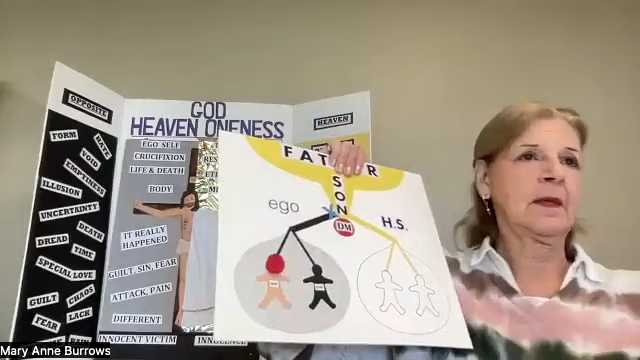 OPPOSITE
FORM
HATE
VOID
EMPTINESS
ILLUSION
UNCERTAINTY
DEATH
DREAD
TIME
SPECIAL LOVE
CHAOS
GUILT
LACK
FEAR
GOD
HEAVEN ONENESS
EGO SELF
CRUCIFIXION
LIFE & DEATH
BODY
IT REALLY
HAPPENED
GUILT, SIN, FEAR
ATTACK, PAIN
DIFFERENT
INNOCENT VICTIM
HEAVEN
FAT R
SON
DM
ego
H.S.
Mary Anne Burrows